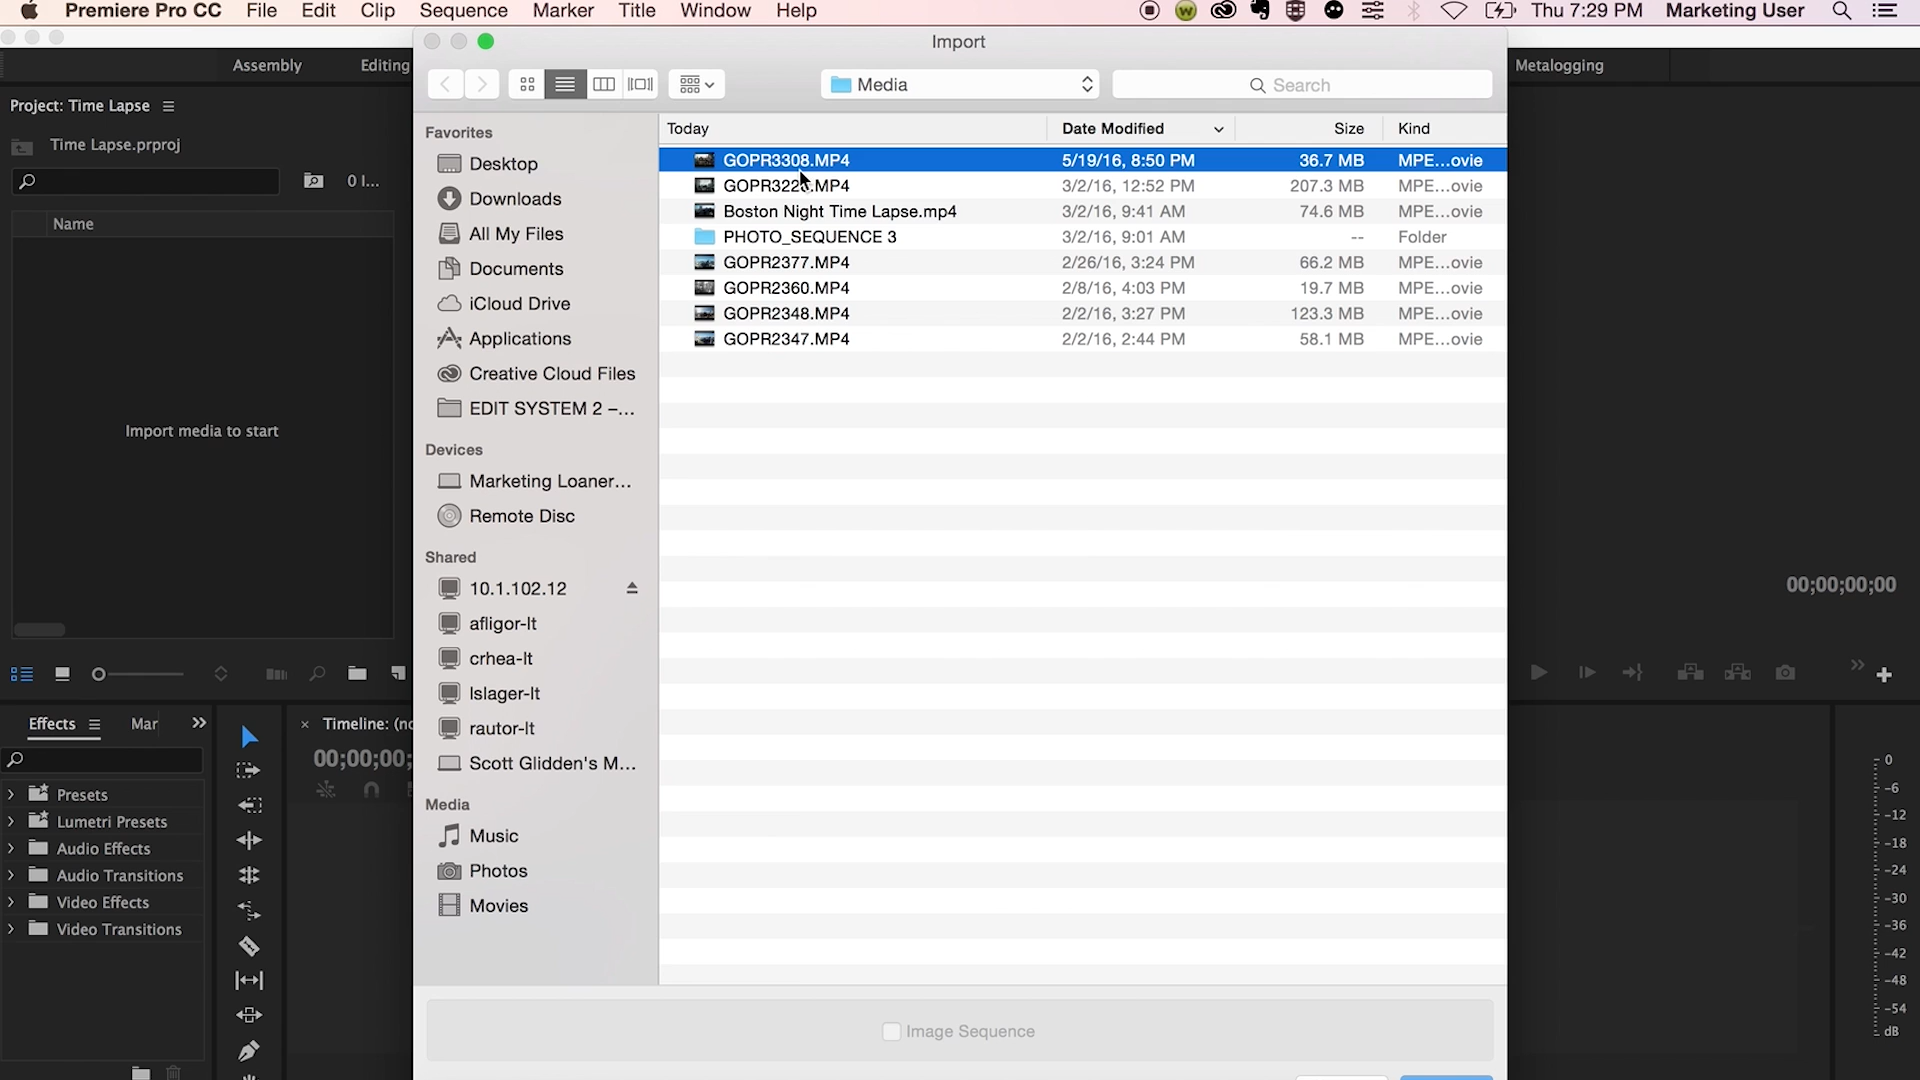 Premiere Pro CC File Edit Clip Sequence Marker Title Window Help Thu 7:29 PM Marketing User
Import
Assembly Editing Metalogging
Media Search
Project: Time Lapse
Time Lapse.prproj
0 I...
Name
Import media to start
Favorites
Desktop
Downloads
All My Files
Documents
iCloud Drive
Applications
Creative Cloud Files
EDIT SYSTEM 2 –...
Devices
Marketing Loaner...
Remote Disc
Shared
10.1.102.12
afligor-lt
crhea-lt
lslager-lt
rautor-lt
Scott Glidden's M...
Media
Music
Photos
Movies
Today Date Modified Size Kind
GOPR3308.MP4 5/19/16, 8:50 PM 36.7 MB MPE...ovie
3/2/16, 12:52 PM 207.3 MB MPE...ovie
Boston Night Time Lapse.mp4 3/2/16, 9:41 AM 74.6 MB MPE...ovie
PHOTO_SEQUENCE 3 3/2/16, 9:01 AM -- Folder
GOPR2377.MP4 2/26/16, 3:24 PM 66.2 MB MPE...ovie
GOPR2360.MP4 2/8/16, 4:03 PM 19.7 MB MPE...ovie
GOPR2348.MP4 2/2/16, 3:27 PM 123.3 MB MPE...ovie
GOPR2347.MP4 2/2/16, 2:44 PM 58.1 MB MPE...ovie
Image Sequence
00;00;00;00
Effects Mar
Presets
Lumetri Presets
Audio Effects
Audio Transitions
Video Effects
Video Transitions
Timeline: (no
00;00;00;
0
-6
-12
-18
-24
-30
-36
-42
-48
-54
dB